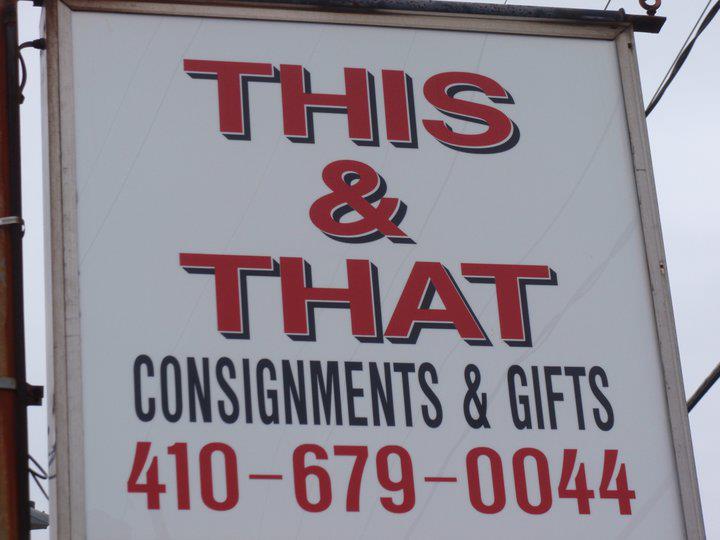 THIS
&
THAT
CONSIGNMENTS & GIFTS
410-679-0044